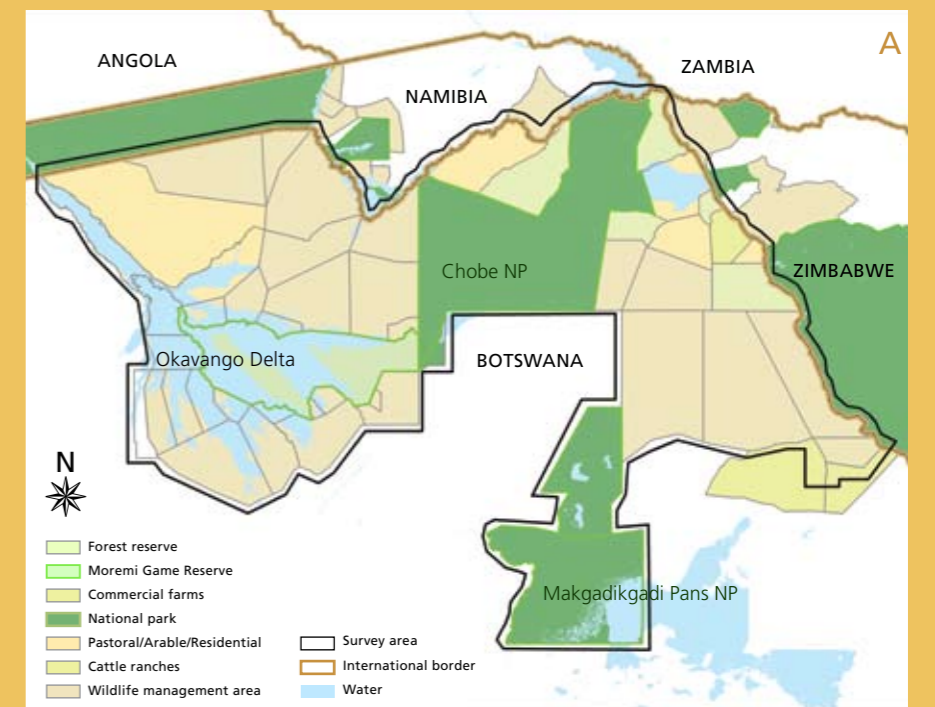 A
ANGOLA
ZAMBIA
NAMIBIA
Chobe NP
ZIMBABWE
Okavango Delta
BOTSWANA
N
Makgadikgadi Pans NP
Forest reserve
Moremi Game Reserve
Commercial farms
National park
Pastoral/Arable/Residential
Cattle ranches
Wildlife management area
Survey area
International border
Water